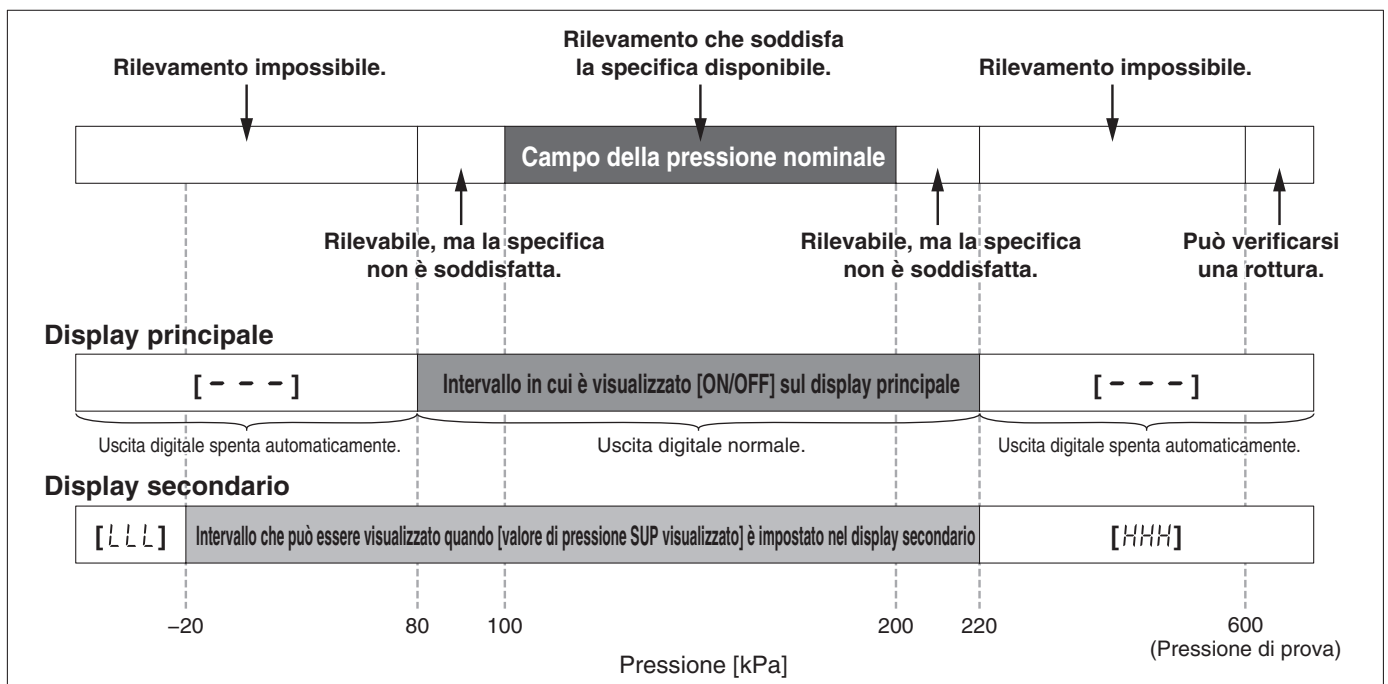 Rilevamento impossibile.
Rilevamento che soddisfa
la specifica disponibile.
Rilevamento impossibile.
Campo della pressione nominale
Rilevabile, ma la specifica
non è soddisfatta.
Rilevabile, ma la specifica
non è soddisfatta.
Può verificarsi
una rottura.
Display principale
[- - -]
Intervallo in cui è visualizzato [ON/OFF] sul display principale
[- - -]
Uscita digitale spenta automaticamente.
Uscita digitale normale.
Uscita digitale spenta automaticamente.
Display secondario
[LLL]
Intervallo che può essere visualizzato quando [valore di pressione SUP visualizzato] è impostato nel display secondario
[HHH]
–20
80
100
200
220
600
(Pressione di prova)
Pressione [kPa]